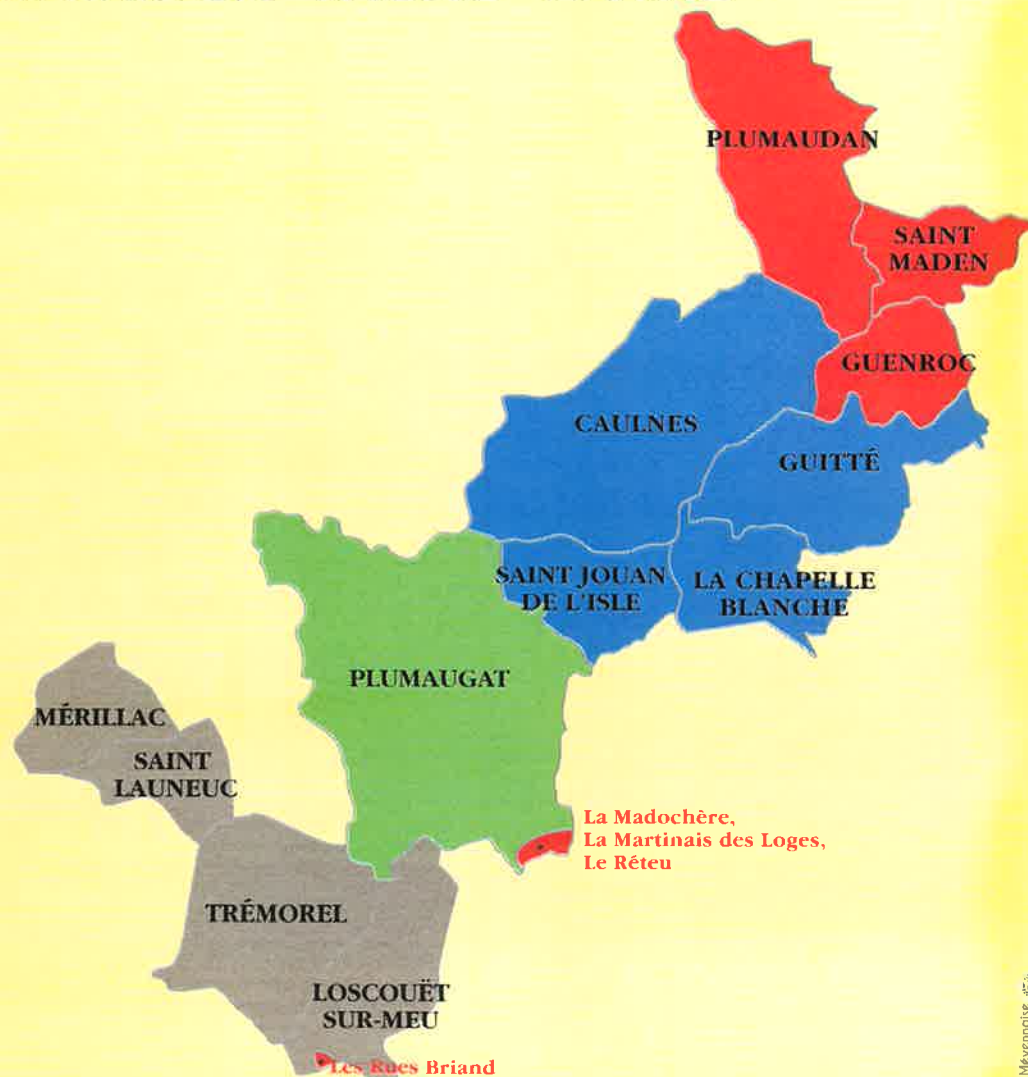 PLUMAUDAN
SAINT
MADEN
GUENROC
CAULNES
GUITTÉ
SAINT JOUAN
DE L'ISLE
LA CHAPELLE
BLANCHE
PLUMAUGAT
MÉRILLAC
SAINT
LAUNEUC
La Madochère,
La Martinais des Loges,
Le Réteu
TRÉMOREL
LOSCOUËT
SUR-MEU
Les Rues Briand